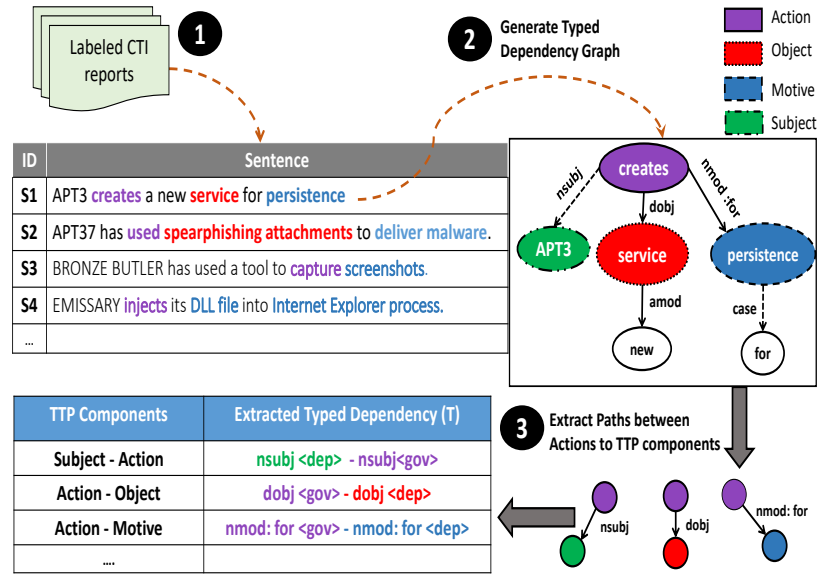 Labeled CTI
reports
1
2
Generate Typed
Dependency Graph
Action
Object
Motive
Subject
ID Sentence
S1 APT3 creates a new service for persistence
S2 APT37 has used spearphishing attachments to deliver malware.
S3 BRONZE BUTLER has used a tool to capture screenshots.
S4 EMISSARY injects its DLL file into Internet Explorer process.
...
creates
nsubj
dobj
nmod :for
APT3
service
persistence
amod
case
new
for
3
Extract Paths between
Actions to TTP components
TTP Components Extracted Typed Dependency (T)
Subject - Action nsubj <dep> - nsubj<gov>
Action - Object dobj <gov> - dobj <dep>
Action - Motive nmod: for <gov> - nmod: for <dep>
....
nsubj
dobj
nmod: for